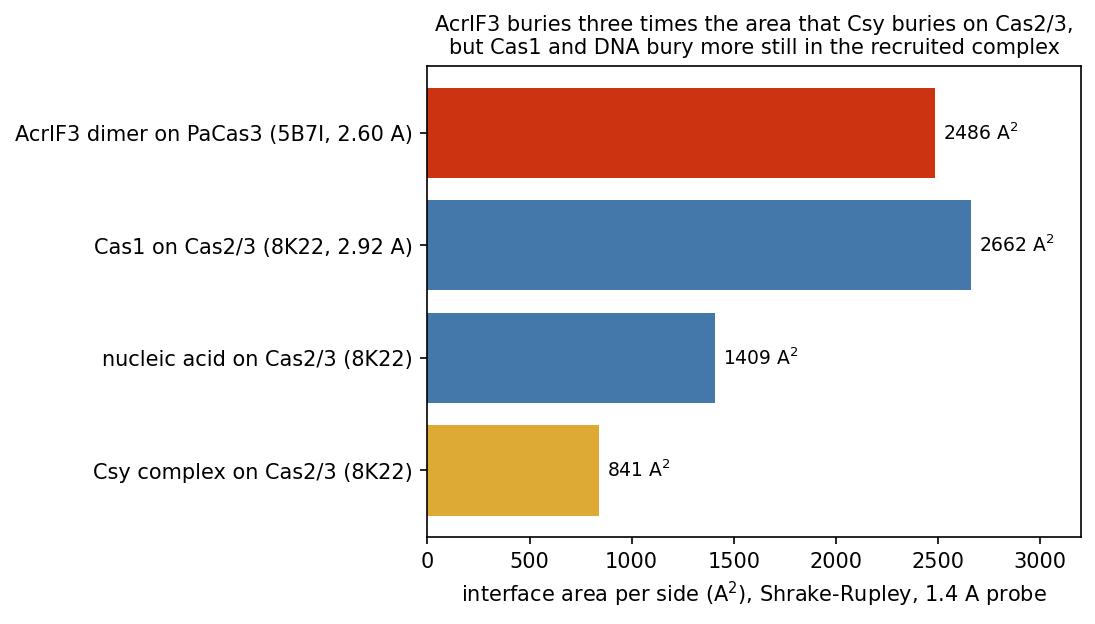 AcrIF3 buries three times the area that Csy buries on Cas2/3,
but Cas1 and DNA bury more still in the recruited complex
AcrIF3 dimer on PaCas3 (5B7I, 2.60 A)
2486 A²
Cas1 on Cas2/3 (8K22, 2.92 A)
2662 A²
nucleic acid on Cas2/3 (8K22)
1409 A²
Csy complex on Cas2/3 (8K22)
841 A²
0 500 1000 1500 2000 2500 3000
interface area per side (A²), Shrake-Rupley, 1.4 A probe